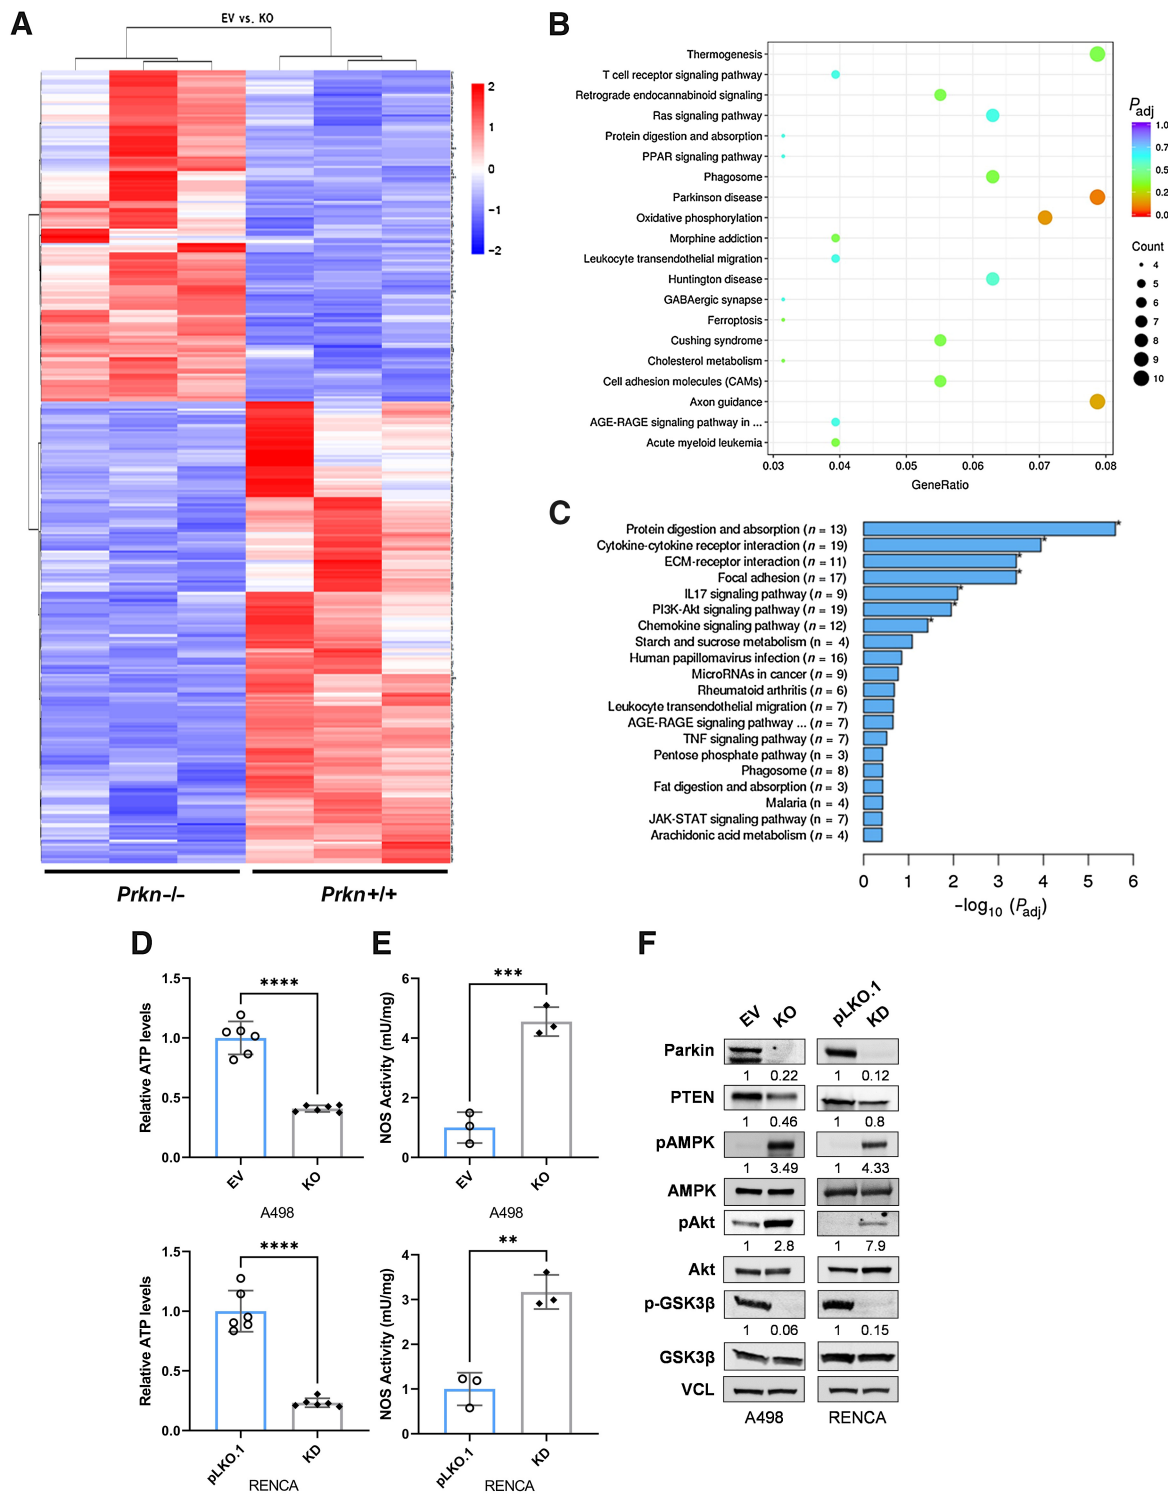 A
EV vs. KO
2
1
0
−1
−2
Prkn−/−
Prkn+/+
B
Thermogenesis
T cell receptor signaling pathway
Retrograde endocannabinoid signaling
Ras signaling pathway
Protein digestion and absorption
PPAR signaling pathway
Phagosome
Parkinson disease
Oxidative phosphorylation
Morphine addiction
Leukocyte transendothelial migration
Huntington disease
GABAergic synapse
Ferroptosis
Cushing syndrome
Cholesterol metabolism
Cell adhesion molecules (CAMs)
Axon guidance
AGE-RAGE signaling pathway in ...
Acute myeloid leukemia
0.03 0.04 0.05 0.06 0.07 0.08
GeneRatio
Padj
1.0
0.7
0.5
0.2
0.0
Count
4
5
6
7
8
9
10
C
Protein digestion and absorption (n = 13) *
Cytokine-cytokine receptor interaction (n = 19) *
ECM-receptor interaction (n = 11) *
Focal adhesion (n = 17) *
IL17 signaling pathway (n = 9) *
PI3K-Akt signaling pathway (n = 19) *
Chemokine signaling pathway (n = 12) *
Starch and sucrose metabolism (n = 4)
Human papillomavirus infection (n = 16)
MicroRNAs in cancer (n = 9)
Rheumatoid arthritis (n = 6)
Leukocyte transendothelial migration (n = 7)
AGE-RAGE signaling pathway ... (n = 7)
TNF signaling pathway (n = 7)
Pentose phosphate pathway (n = 3)
Phagosome (n = 8)
Fat digestion and absorption (n = 3)
Malaria (n = 4)
JAK-STAT signaling pathway (n = 7)
Arachidonic acid metabolism (n = 4)
0 1 2 3 4 5 6
−log10 (Padj)
D
Relative ATP levels
1.5
1.0
0.5
0.0
****
EV KO
A498
Relative ATP levels
1.5
1.0
0.5
0.0
****
pLKO.1 KD
RENCA
E
NOS Activity (mU/mg)
6
4
2
0
***
EV KO
A498
NOS Activity (mU/mg)
4
3
2
1
0
**
pLKO.1 KD
RENCA
F
EV KO pLKO.1 KD
Parkin
1 0.22 1 0.12
PTEN
1 0.46 1 0.8
pAMPK
1 3.49 1 4.33
AMPK
pAkt
1 2.8 1 7.9
Akt
p-GSK3β
1 0.06 1 0.15
GSK3β
VCL
A498 RENCA